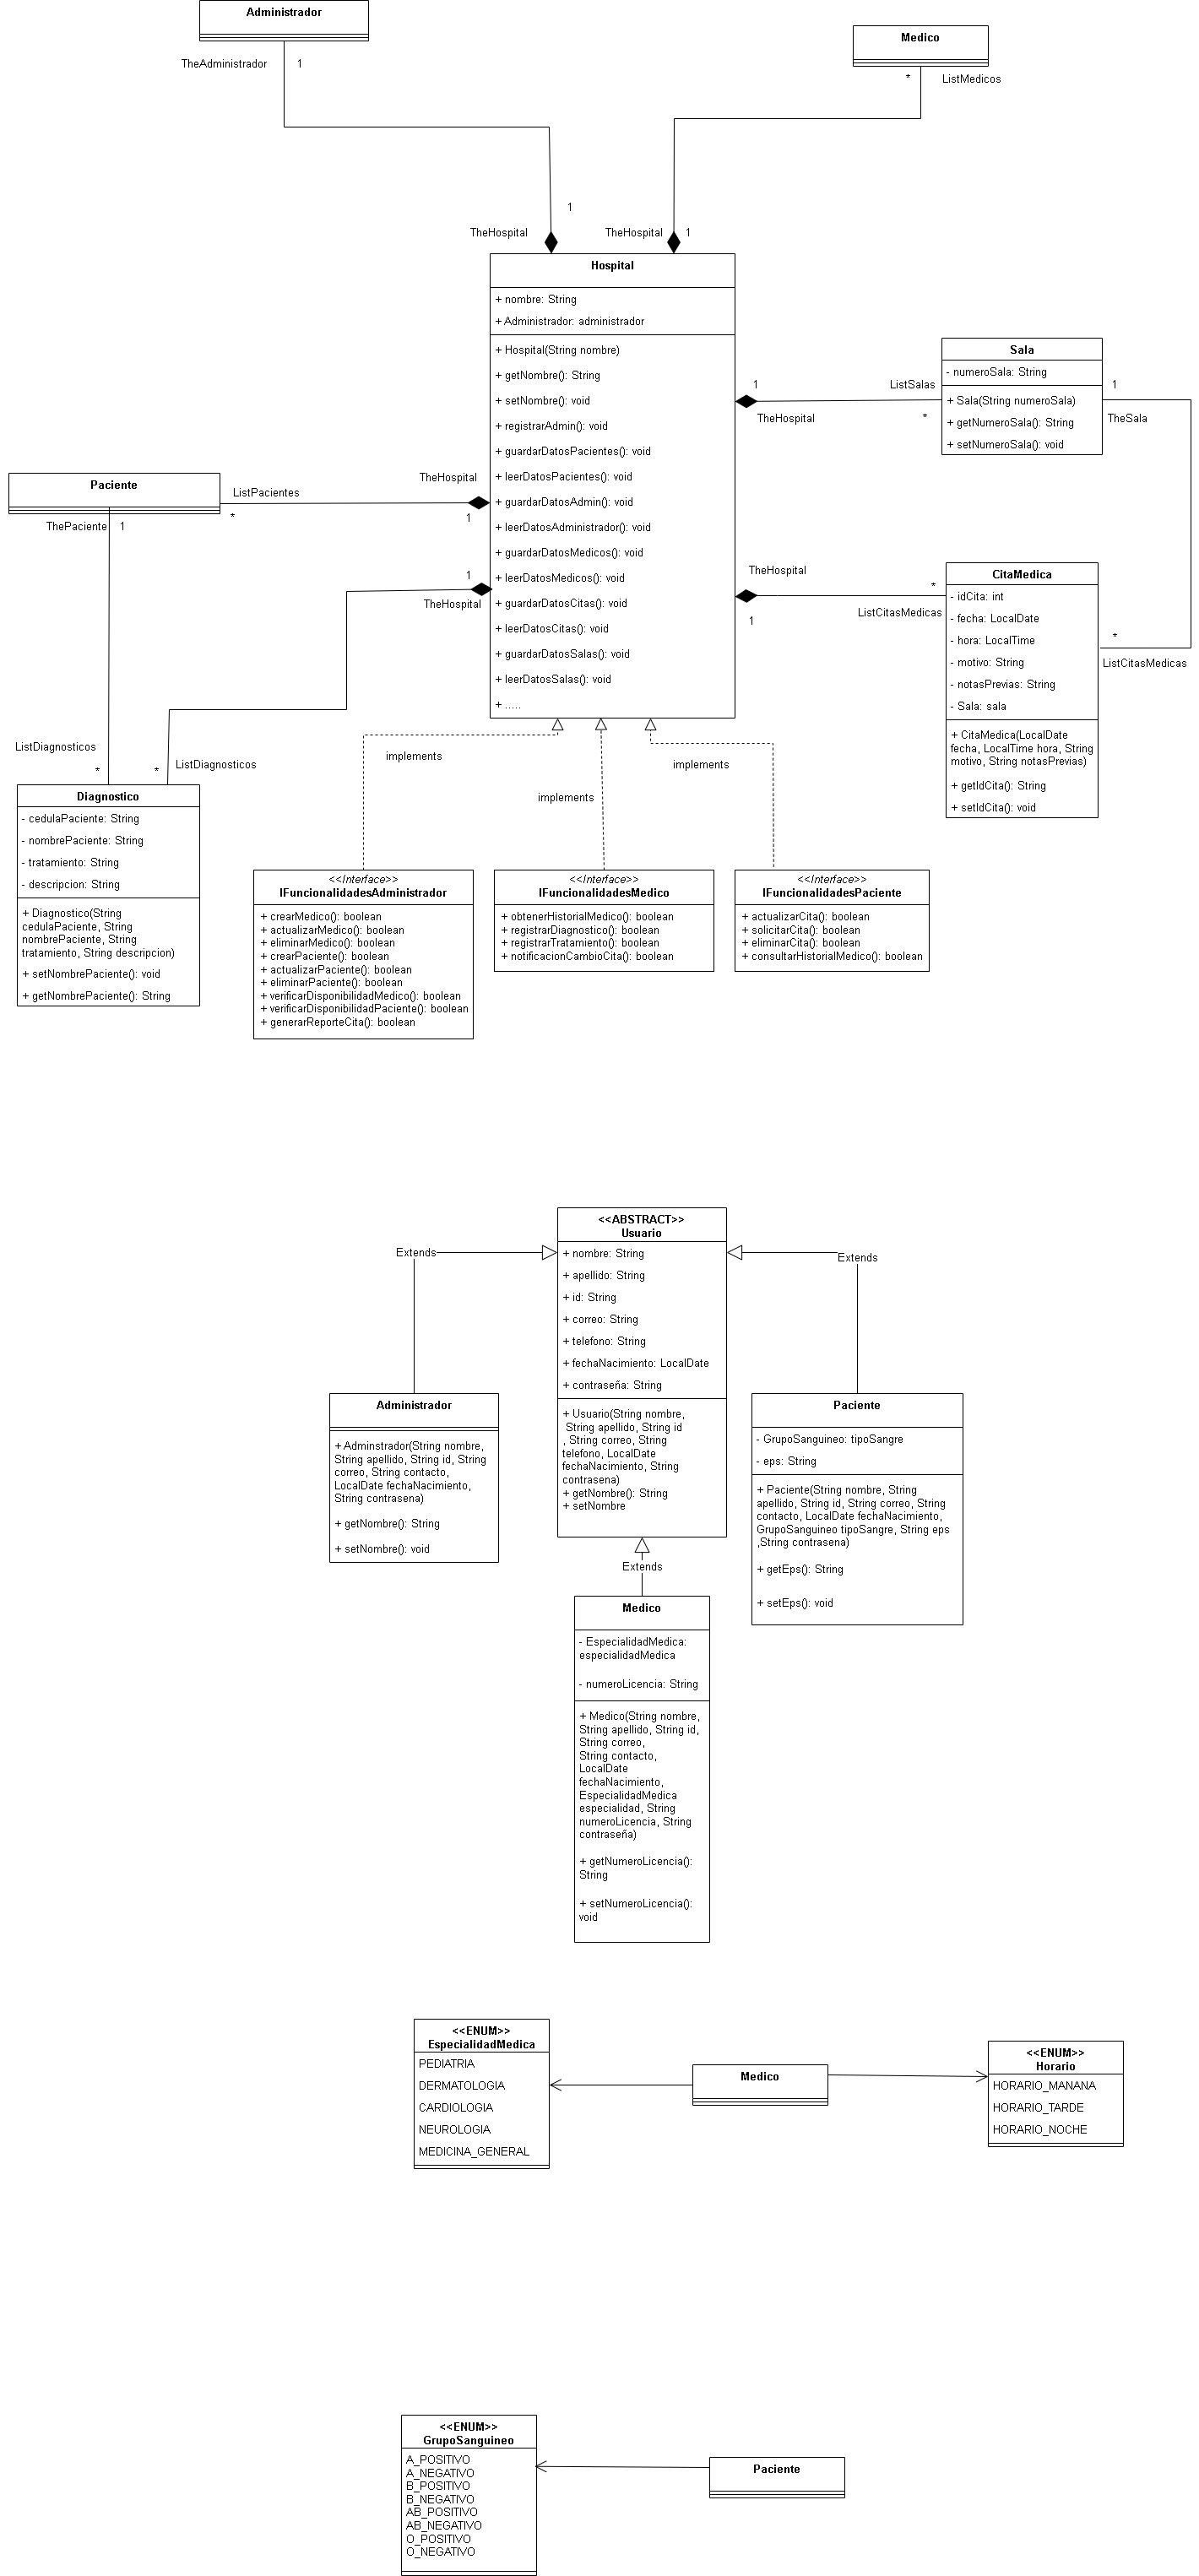 Administrador
TheAdministrador
1
Medico
*
ListMedicos
1
TheHospital
TheHospital
1
Hospital
+ nombre: String
+ Administrador: administrador
+ Hospital(String nombre)
+ getNombre(): String
+ setNombre(): void
+ registrarAdmin(): void
+ guardarDatosPacientes(): void
+ leerDatosPacientes(): void
+ guardarDatosAdmin(): void
+ leerDatosAdministrador(): void
+ guardarDatosMedicos(): void
+ leerDatosMedicos(): void
+ guardarDatosCitas(): void
+ leerDatosCitas(): void
+ guardarDatosSalas(): void
+ leerDatosSalas(): void
+ .....
1
TheHospital
ListSalas
*
Sala
- numeroSala: String
+ Sala(String numeroSala)
+ getNumeroSala(): String
+ setNumeroSala(): void
1
TheSala
Paciente
ListPacientes
*
TheHospital
1
ThePaciente
1
1
TheHospital
TheHospital
1
*
ListCitasMedicas
CitaMedica
- idCita: int
- fecha: LocalDate
- hora: LocalTime
- motivo: String
- notasPrevias: String
- Sala: sala
+ CitaMedica(LocalDate
fecha, LocalTime hora, String
motivo, String notasPrevias)
+ getIdCita(): String
+ setIdCita(): void
*
ListCitasMedicas
ListDiagnosticos
*
*
ListDiagnosticos
Diagnostico
- cedulaPaciente: String
- nombrePaciente: String
- tratamiento: String
- descripcion: String
+ Diagnostico(String
cedulaPaciente, String
nombrePaciente, String
tratamiento, String descripcion)
+ setNombrePaciente(): void
+ getNombrePaciente(): String
implements
implements
implements
<<Interface>>
IFuncionalidadesAdministrador
+ crearMedico(): boolean
+ actualizarMedico(): boolean
+ eliminarMedico(): boolean
+ crearPaciente(): boolean
+ actualizarPaciente(): boolean
+ eliminarPaciente(): boolean
+ verificarDisponibilidadMedico(): boolean
+ verificarDisponibilidadPaciente(): boolean
+ generarReporteCita(): boolean
<<Interface>>
IFuncionalidadesMedico
+ obtenerHistorialMedico(): boolean
+ registrarDiagnostico(): boolean
+ registrarTratamiento(): boolean
+ notificacionCambioCita(): boolean
<<Interface>>
IFuncionalidadesPaciente
+ actualizarCita(): boolean
+ solicitarCita(): boolean
+ eliminarCita(): boolean
+ consultarHistorialMedico(): boolean
<<ABSTRACT>>
Usuario
+ nombre: String
+ apellido: String
+ id: String
+ correo: String
+ telefono: String
+ fechaNacimiento: LocalDate
+ contraseña: String
+ Usuario(String nombre,
String apellido, String id
, String correo, String
telefono, LocalDate
fechaNacimiento, String
contrasena)
+ getNombre(): String
+ setNombre
Extends
Extends
Extends
Administrador
+ Adminstrador(String nombre,
String apellido, String id, String
correo, String contacto,
LocalDate fechaNacimiento,
String contrasena)
+ getNombre(): String
+ setNombre(): void
Paciente
- GrupoSanguineo: tipoSangre
- eps: String
+ Paciente(String nombre, String
apellido, String id, String correo, String
contacto, LocalDate fechaNacimiento,
GrupoSanguineo tipoSangre, String eps
,String contrasena)
+ getEps(): String
+ setEps(): void
Medico
- EspecialidadMedica:
especialidadMedica
- numeroLicencia: String
+ Medico(String nombre,
String apellido, String id,
String correo,
String contacto,
LocalDate
fechaNacimiento,
EspecialidadMedica
especialidad, String
numeroLicencia, String
contraseña)
+ getNumeroLicencia():
String
+ setNumeroLicencia():
void
<<ENUM>>
EspecialidadMedica
PEDIATRIA
DERMATOLOGIA
CARDIOLOGIA
NEUROLOGIA
MEDICINA_GENERAL
Medico
<<ENUM>>
Horario
HORARIO_MANANA
HORARIO_TARDE
HORARIO_NOCHE
<<ENUM>>
GrupoSanguineo
A_POSITIVO
A_NEGATIVO
B_POSITIVO
B_NEGATIVO
AB_POSITIVO
AB_NEGATIVO
O_POSITIVO
O_NEGATIVO
Paciente